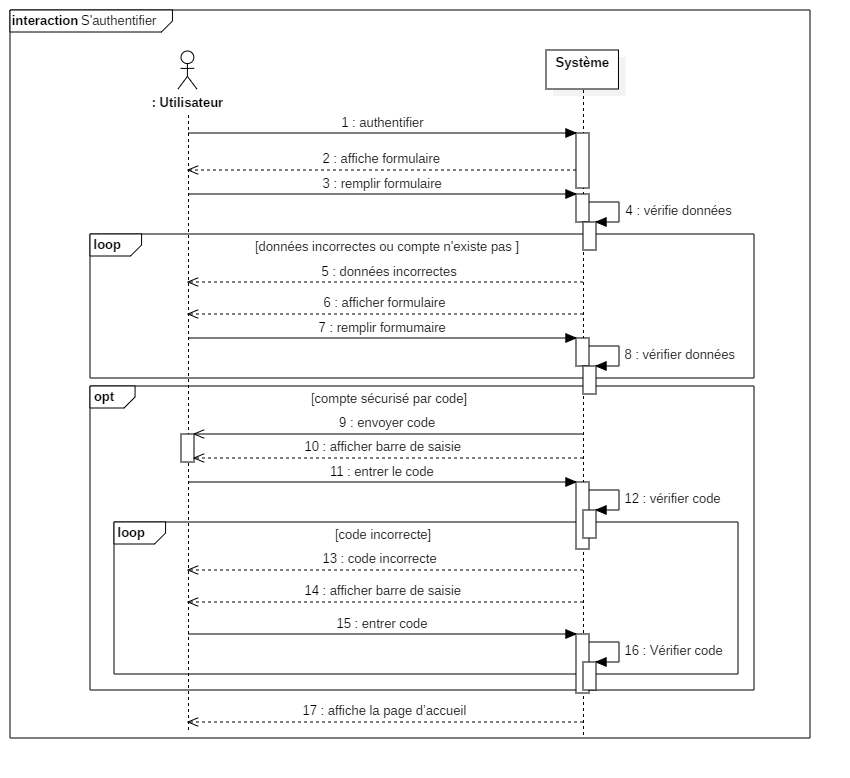 interaction S'authentifier
: Utilisateur
Système
1 : authentifier
2 : affiche formulaire
3 : remplir formulaire
4 : vérifie données
loop
[données incorrectes ou compte n'existe pas ]
5 : données incorrectes
6 : afficher formulaire
7 : remplir formumaire
8 : vérifier données
opt
[compte sécurisé par code]
9 : envoyer code
10 : afficher barre de saisie
11 : entrer le code
12 : vérifier code
loop
[code incorrecte]
13 : code incorrecte
14 : afficher barre de saisie
15 : entrer code
16 : Vérifier code
17 : affiche la page d'accueil